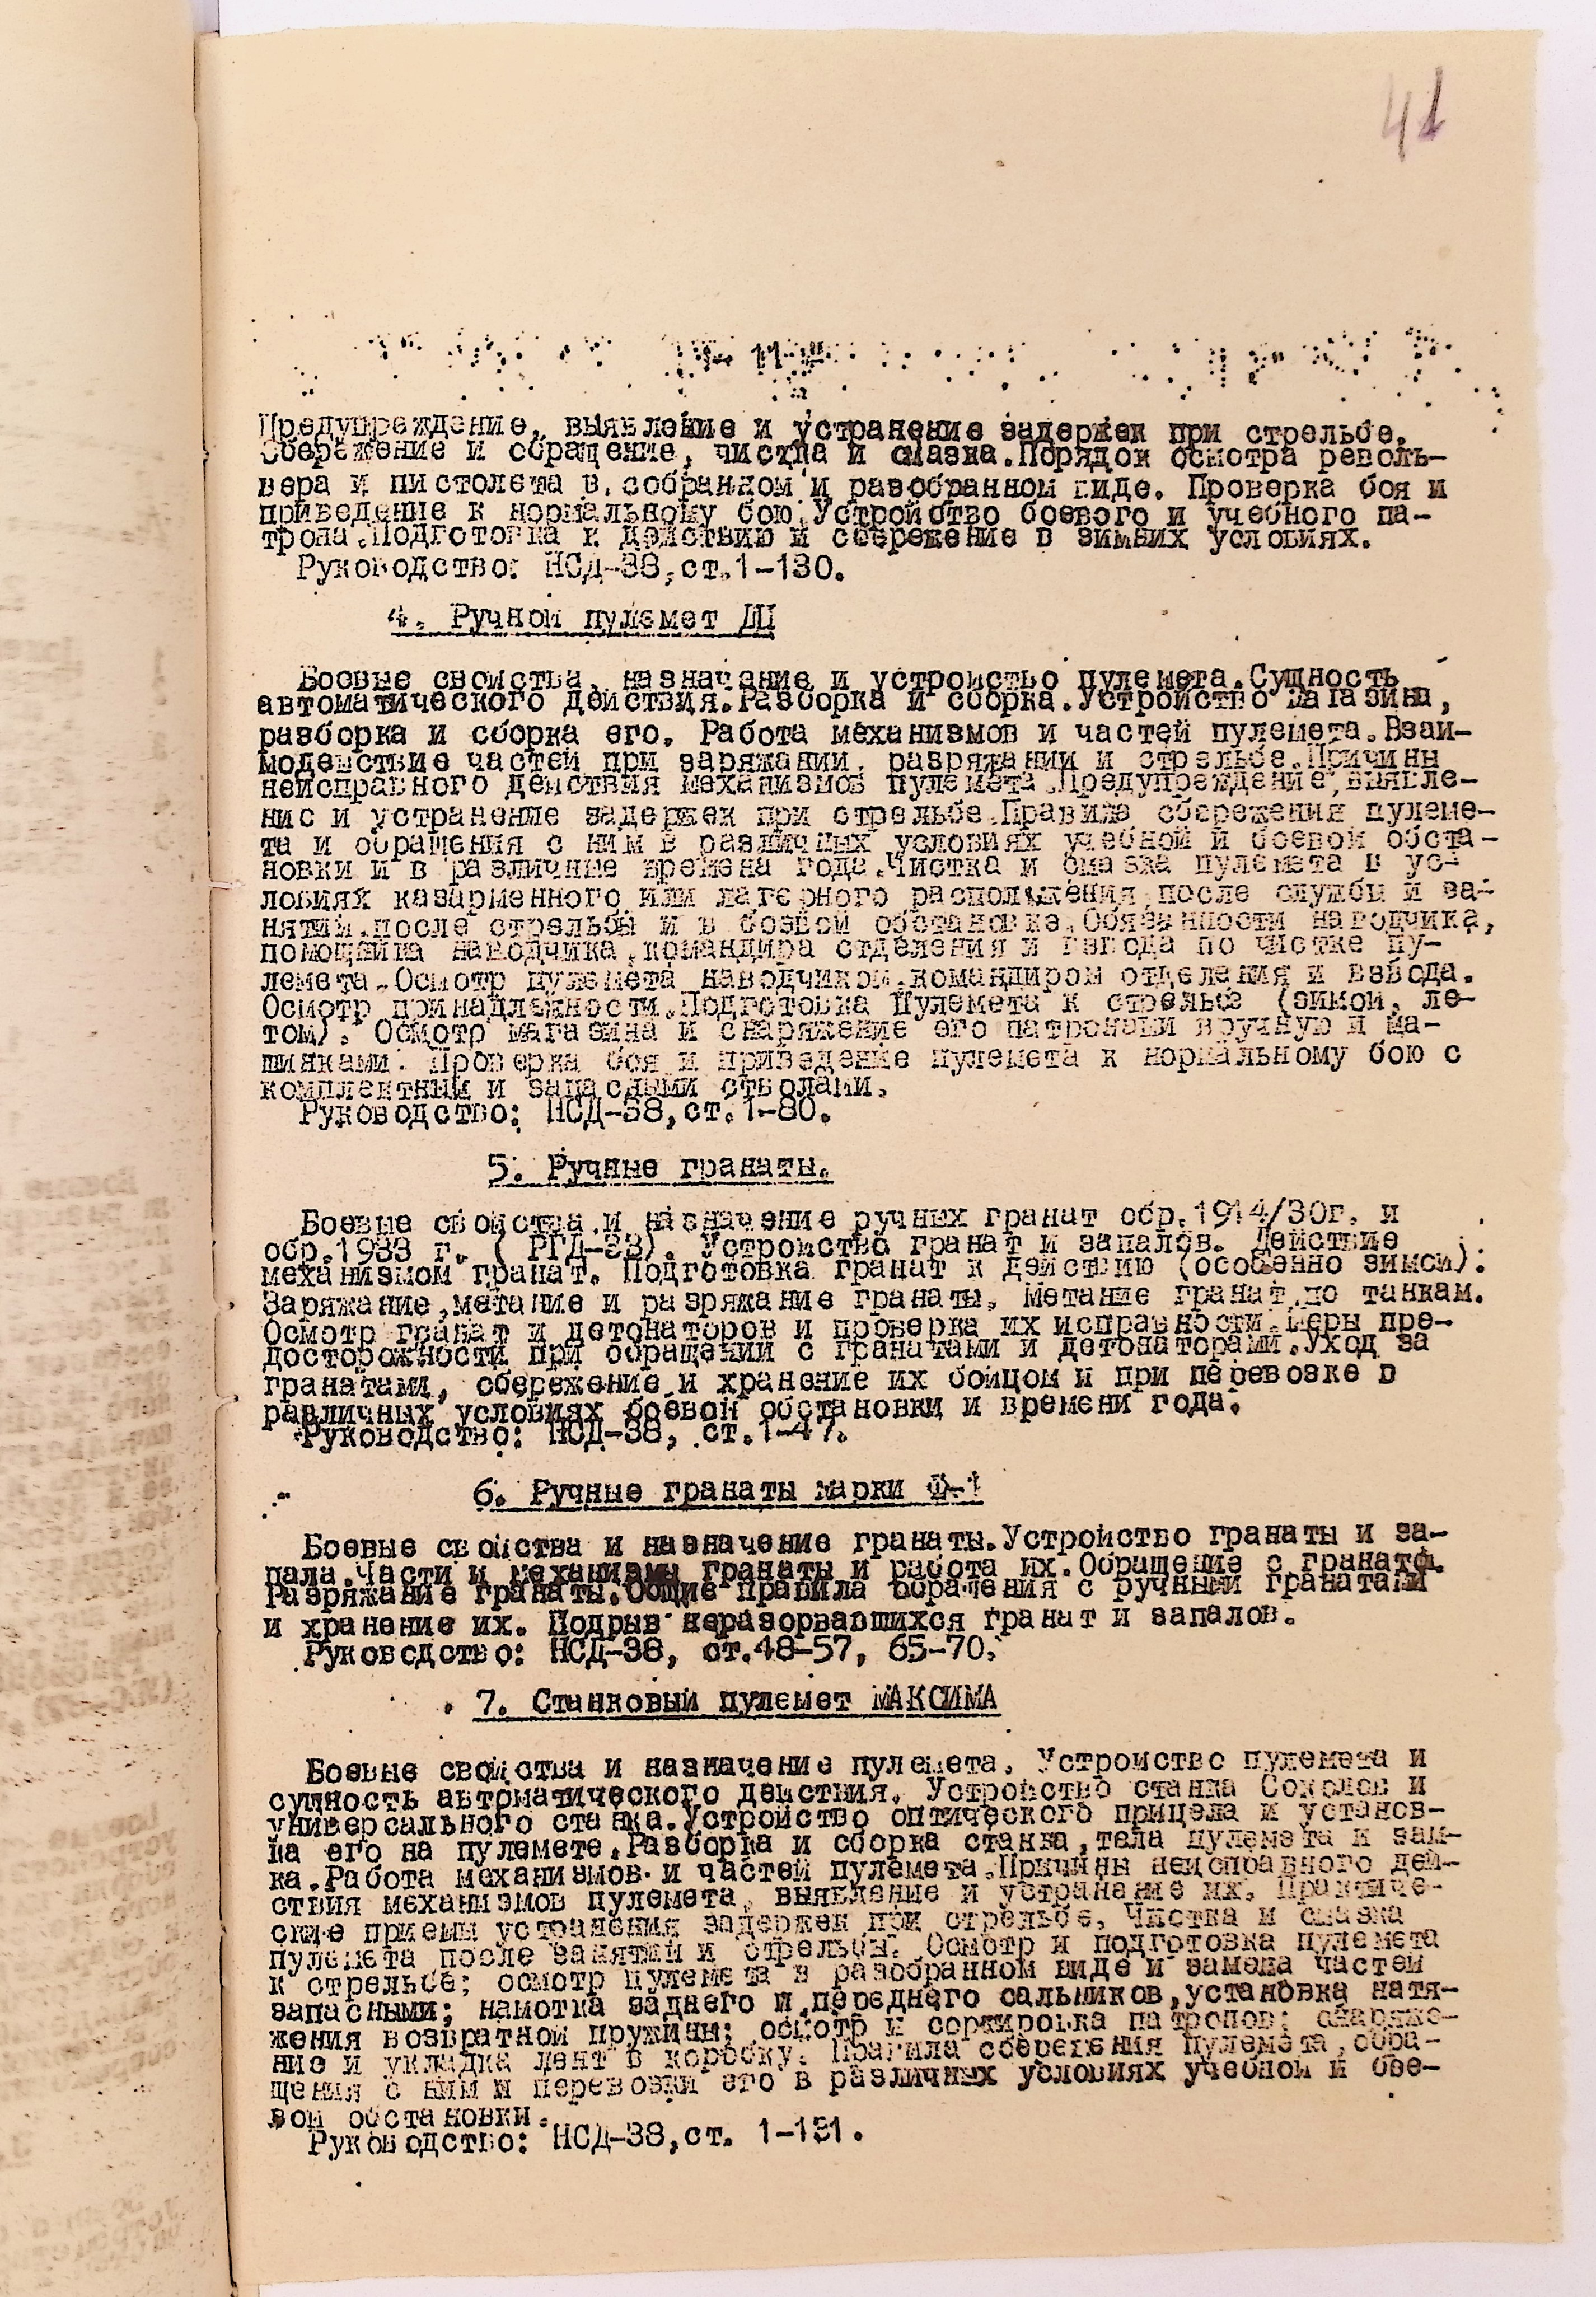 41
- 11 -
Предупреждение, выявление и устранение задержек при стрельбе.
Сбережение и обращение, чистка и смазка. Порядок осмотра револь-
вера и пистолета в собранном и разобранном виде. Проверка боя и
приведение к нормальному бою. Устройство боевого и учебного па-
трона. Подготовка к действию и сбережение в зимних условиях.
Руководство: НСД-38, ст.1-130.
4. Ручной пулемет ДП
Боевые свойства, назначение и устройство пулемета. Сущность
автоматического действия. Разборка и сборка. Устройство магазина,
разборка и сборка его. Работа механизмов и частей пулемета. Взаи-
модействие частей при заряжании, разряжании и стрельбе. Причины
неисправного действия механизмов пулемета. Предупреждение, выявле-
ние и устранение задержек при стрельбе. Правила сбережения пулеме-
та и обращения с ним в различных условиях учебной и боевой обста-
новки и в различные времена года. Чистка и смазка пулемета в ус-
ловиях казарменного или лагерного расположения, после службы и за-
нятий, после стрельбы и в боевой обстановке. Обязанности наводчика,
помощника наводчика, командира отделения и взвода по чистке пу-
лемета. Осмотр пулемета наводчиком, командиром отделения и взвода.
Осмотр принадлежности. Подготовка пулемета к стрельбе (зимой, ле-
том). Осмотр магазина и снаряжение его патронами вручную и ма-
шинками. Проверка боя и приведение пулемета к нормальному бою с
комплектным и запасными стволами.
Руководство: НСД-38, ст.1-80.
5. Ручные гранаты.
Боевые свойства и назначение ручных гранат обр.1914/30г. и
обр.1933 г. ( РГД-33). Устройство гранат и запалов. Действие
механизмом гранат. Подготовка гранат к действию (особенно зимой).
Заряжание, метание и разряжание гранаты. Метание гранат по танкам.
Осмотр гранат и детонаторов и проверка их исправности. Меры пре-
досторожности при обращении с гранатами и детонаторами. Уход за
гранатами, сбережение и хранение их бойцом и при перевозке в
различных условиях боевой обстановки и времени года.
Руководство: НСД-38, ст.1-47.
6. Ручные гранаты марки Ф-1
Боевые свойства и назначение гранаты. Устройство гранаты и за-
пала. Части и механизмы гранаты и работа их. Обращение с гранатой.
Разряжание гранаты. Общие правила обращения с ручными гранатами
и хранение их. Подрыв неразорвавшихся гранат и запалов.
Руководство: НСД-38, ст.48-57, 65-70.
7. Станковый пулемет МАКСИМА
Боевые свойства и назначение пулемета. Устройство пулемета и
сущность автоматического действия. Устройство станка Соколов и
универсального станка. Устройство оптического прицела и установ-
ка его на пулемете. Разборка и сборка станка, тела пулемета и зам-
ка. Работа механизмов и частей пулемета. Причины неисправного дей-
ствия механизмов пулемета, выявление и устранение их. Практиче-
ские приемы устранения задержек при стрельбе. Чистка и смазка
пулемета после занятий и стрельбы. Осмотр и подготовка пулемета
к стрельбе; осмотр пулемета в разобранном виде и замена частей
запасными; намотка заднего и переднего сальников, установка натя-
жения возвратной пружины; осмотр и сортировка патронов; снаряже-
ние и укладка лент в коробку. Правила сбережения пулемета, обра-
щения с ним и перевозки его в различных условиях учебной и бое-
вой обстановки.
Руководство: НСД-38, ст. 1-131.